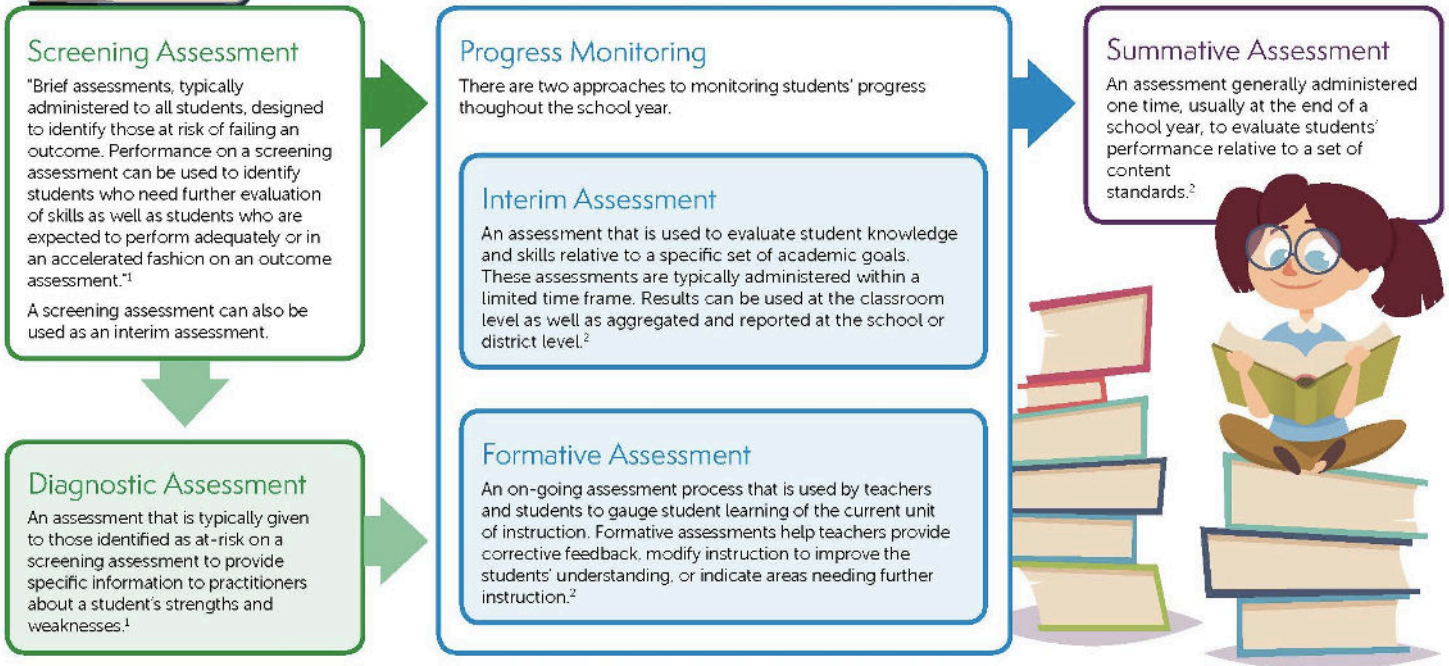 Screening Assessment
"Brief assessments, typically
administered to all students, designed
to identify those at risk of failing an
outcome. Performance on a screening
assessment can be used to identify
students who need further evaluation
of skills as well as students who are
expected to perform adequately or in
an accelerated fashion on an outcome
assessment."¹
A screening assessment can also be
used as an interim assessment.
Diagnostic Assessment
An assessment that is typically given
to those identified as at-risk on a
screening assessment to provide
specific information to practitioners
about a student's strengths and
weaknesses.¹
Progress Monitoring
There are two approaches to monitoring students' progress
thoughout the school year.
Interim Assessment
An assessment that is used to evaluate student knowledge
and skills relative to a specific set of academic goals.
These assessments are typically administered within a
limited time frame. Results can be used at the classroom
level as well as aggregated and reported at the school or
district level.²
Formative Assessment
An on-going assessment process that is used by teachers
and students to gauge student learning of the current unit
of instruction. Formative assessments help teachers provide
corrective feedback, modify instruction to improve the
students' understanding, or indicate areas needing further
instruction.²
Summative Assessment
An assessment generally administered
one time, usually at the end of a
school year, to evaluate students'
performance relative to a set of
content
standards.²